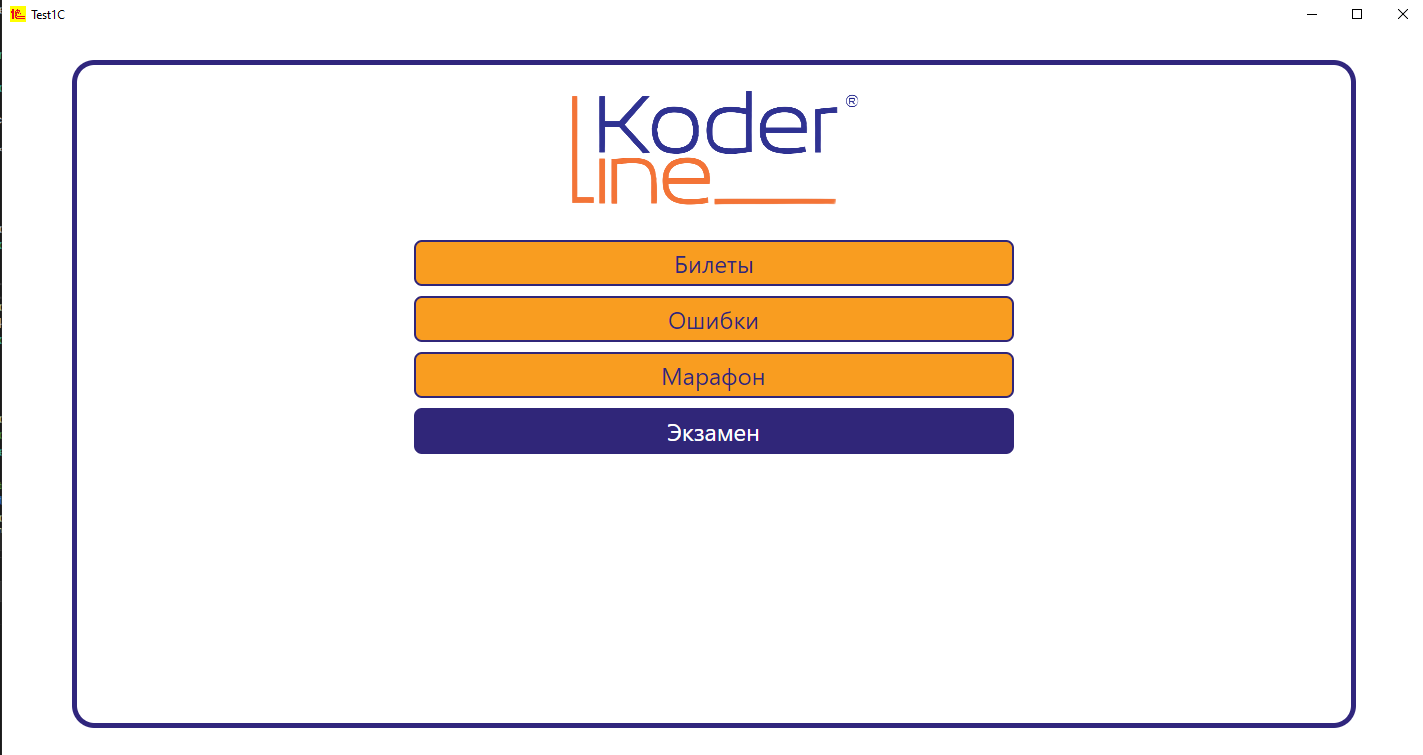 Test1C
Koder ®
Line
Билеты
Ошибки
Марафон
Экзамен